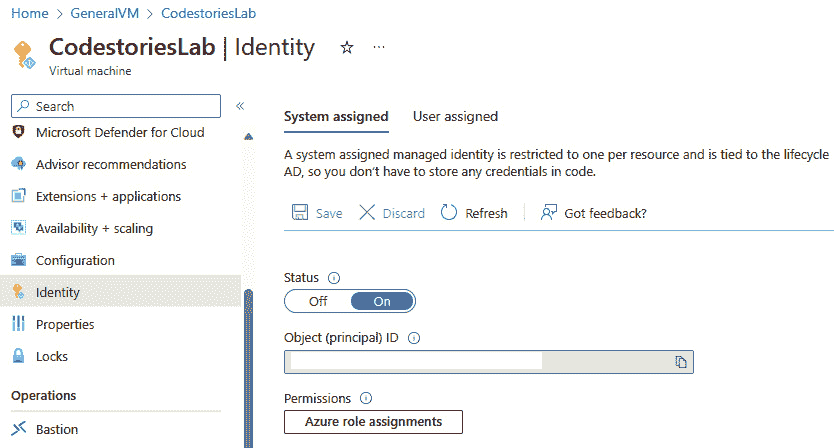 Home > GeneralVM > CodestoriesLab
CodestoriesLab | Identity
Virtual machine
Search
Microsoft Defender for Cloud
Advisor recommendations
Extensions + applications
Availability + scaling
Configuration
Identity
Properties
Locks
Operations
Bastion
System assigned User assigned
A system assigned managed identity is restricted to one per resource and is tied to the lifecycle
AD, so you don't have to store any credentials in code.
Save Discard Refresh Got feedback?
Status
Off On
Object (principal) ID
Permissions
Azure role assignments